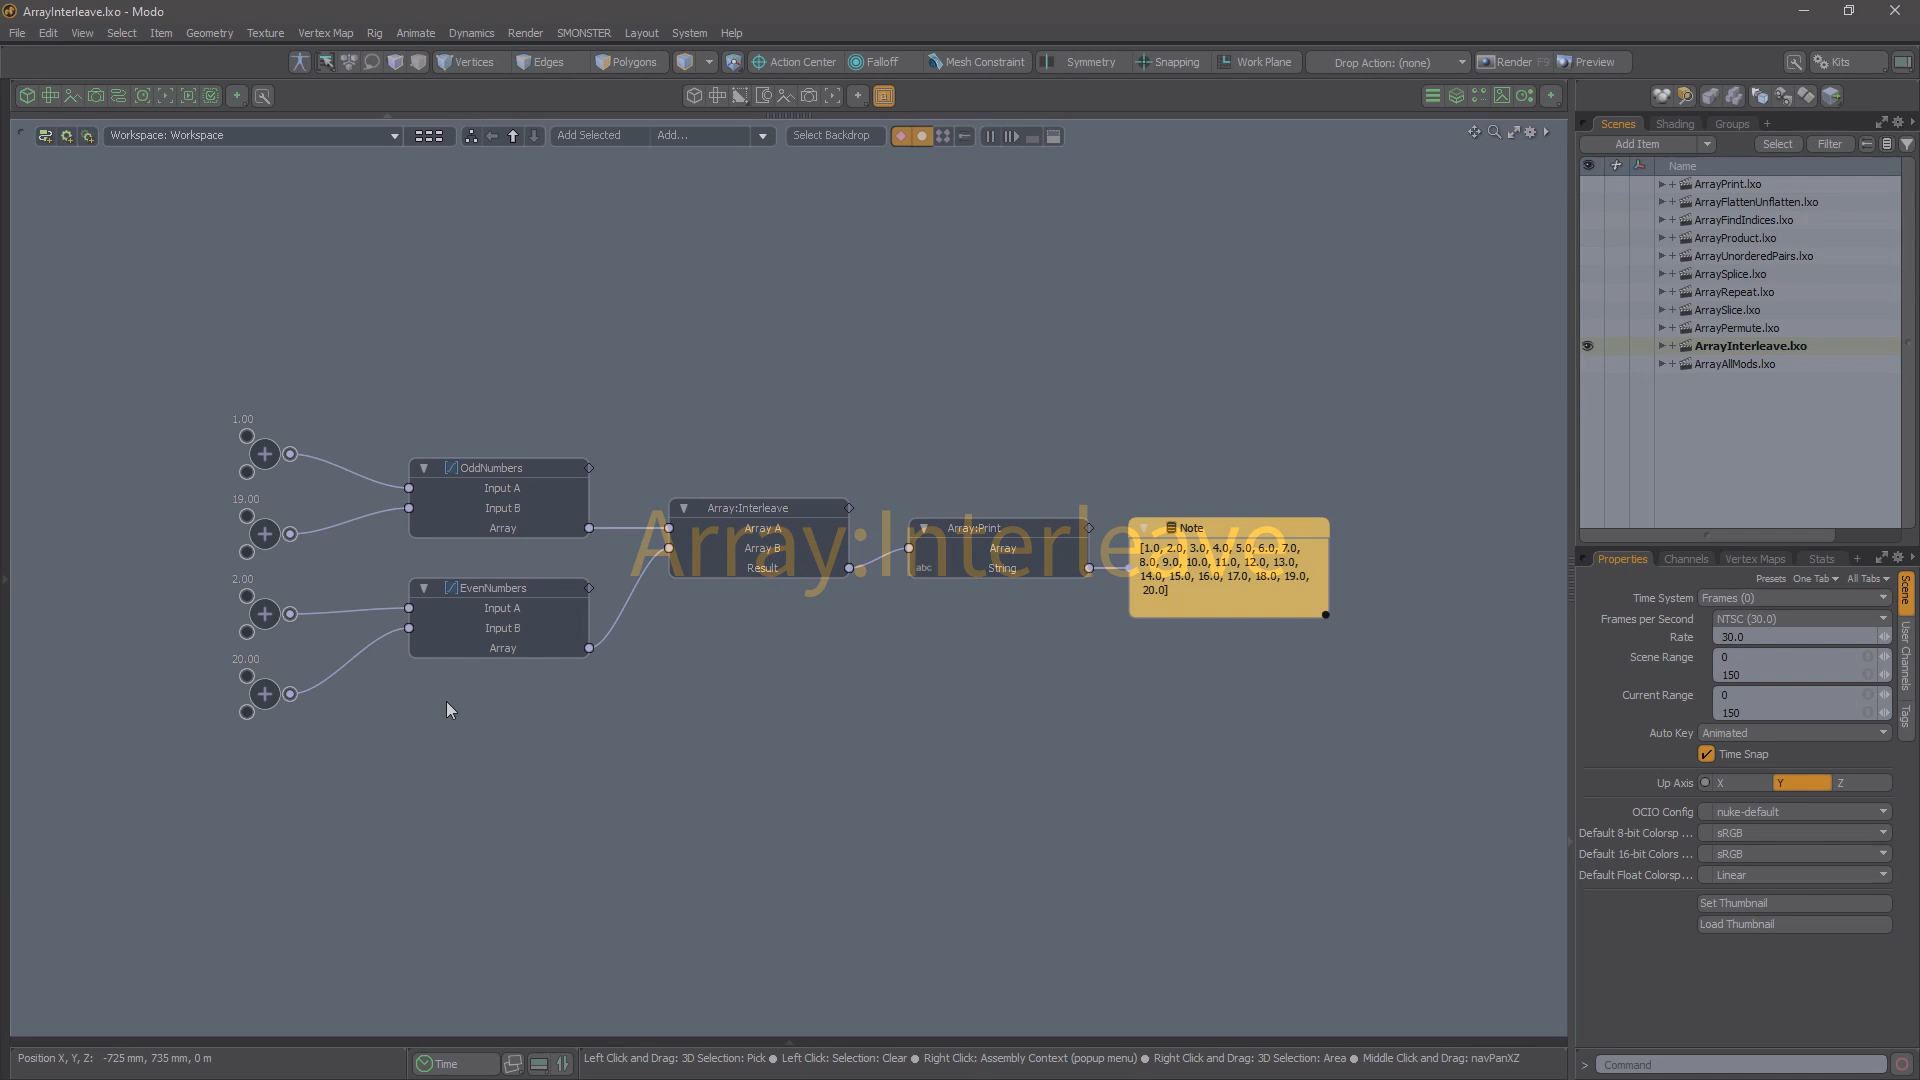 ArrayInterleave.lxo - Modo
File Edit View Select Item Geometry Texture Vertex Map Rig Animate Dynamics Render SMONSTER Layout System Help
Vertices Edges Polygons Action Center Falloff Mesh Constraint Symmetry Snapping Work Plane Drop Action: (none) Render F9 Preview Kits
Workspace: Workspace Add Selected Add... Select Backdrop
Scenes Shading Groups +
Add Item Select Filter
Name
ArrayPrint.lxo
ArrayFlattenUnflatten.lxo
ArrayFindIndices.lxo
ArrayProduct.lxo
ArrayUnorderedPairs.lxo
ArraySplice.lxo
ArrayRepeat.lxo
ArraySlice.lxo
ArrayPermute.lxo
ArrayInterleave.lxo
ArrayAllMods.lxo
1.00
19.00
2.00
20.00
OddNumbers
Input A
Input B
Array
EvenNumbers
Input A
Input B
Array
Array:Interleave
Array A
Array B
Result
Array:Print
Array
abc String
Note
[1.0, 2.0, 3.0, 4.0, 5.0, 6.0, 7.0,
8.0, 9.0, 10.0, 11.0, 12.0, 13.0,
14.0, 15.0, 16.0, 17.0, 18.0, 19.0,
20.0]
Array:Interleave
Properties Channels Vertex Maps Stats +
Presets One Tab All Tabs
Time System Frames (0)
Frames per Second NTSC (30.0)
Rate 30.0
Scene Range 0
150
Current Range 0
150
Auto Key Animated
Time Snap
Up Axis X Y Z
OCIO Config nuke-default
Default 8-bit Colorsp ... sRGB
Default 16-bit Colors ... sRGB
Default Float Colorsp... Linear
Set Thumbnail
Load Thumbnail
Scene
User Channels
Tags
Position X, Y, Z: -725 mm, 735 mm, 0 m
Time
Left Click and Drag: 3D Selection: Pick ● Left Click: Selection: Clear ● Right Click: Assembly Context (popup menu) ● Right Click and Drag: 3D Selection: Area ● Middle Click and Drag: navPanXZ
> Command